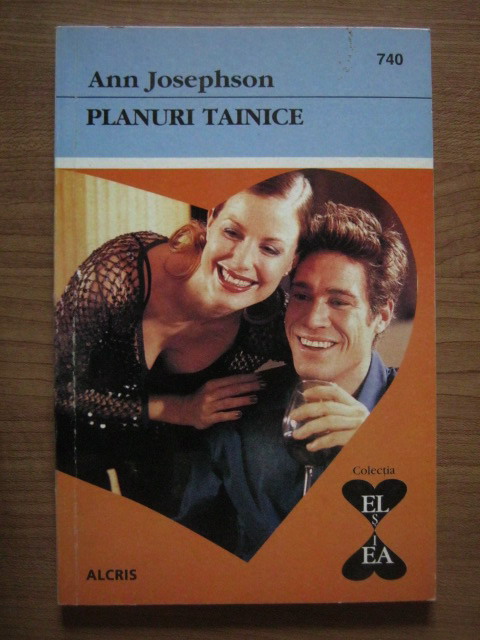 740
Ann Josephson
PLANURI TAINICE
Colecția
EL
ȘI
EA
ALCRIS